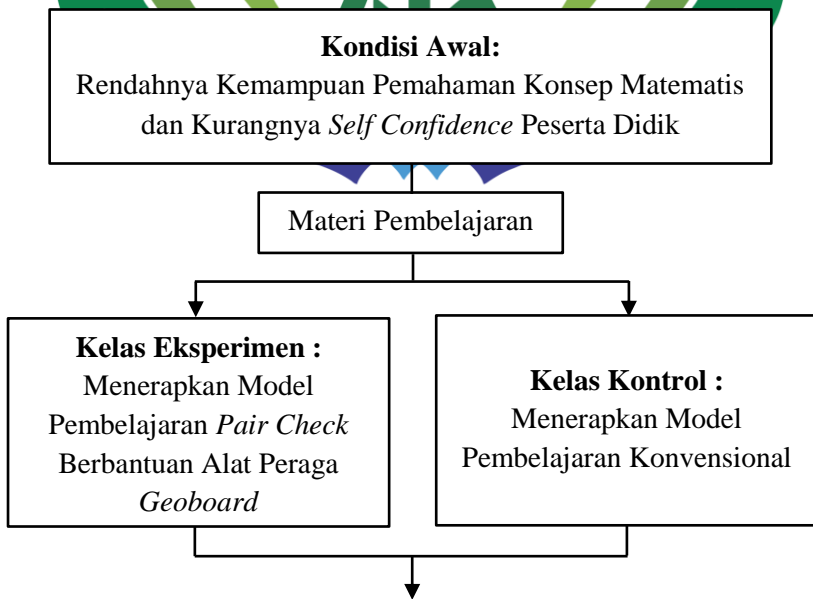 Kondisi Awal:
Rendahnya Kemampuan Pemahaman Konsep Matematis
dan Kurangnya Self Confidence Peserta Didik
Materi Pembelajaran
Kelas Eksperimen :
Menerapkan Model
Pembelajaran Pair Check
Berbantuan Alat Peraga
Geoboard
Kelas Kontrol :
Menerapkan Model
Pembelajaran Konvensional